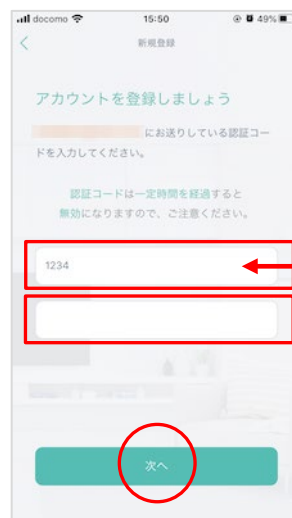 docomo 15:50 49%
新規登録
アカウントを登録しましょう
にお送りしている認証コー
ドを入力してください。
認証コードは一定時間を経過すると
無効になりますので、ご注意ください。
1234
次へ